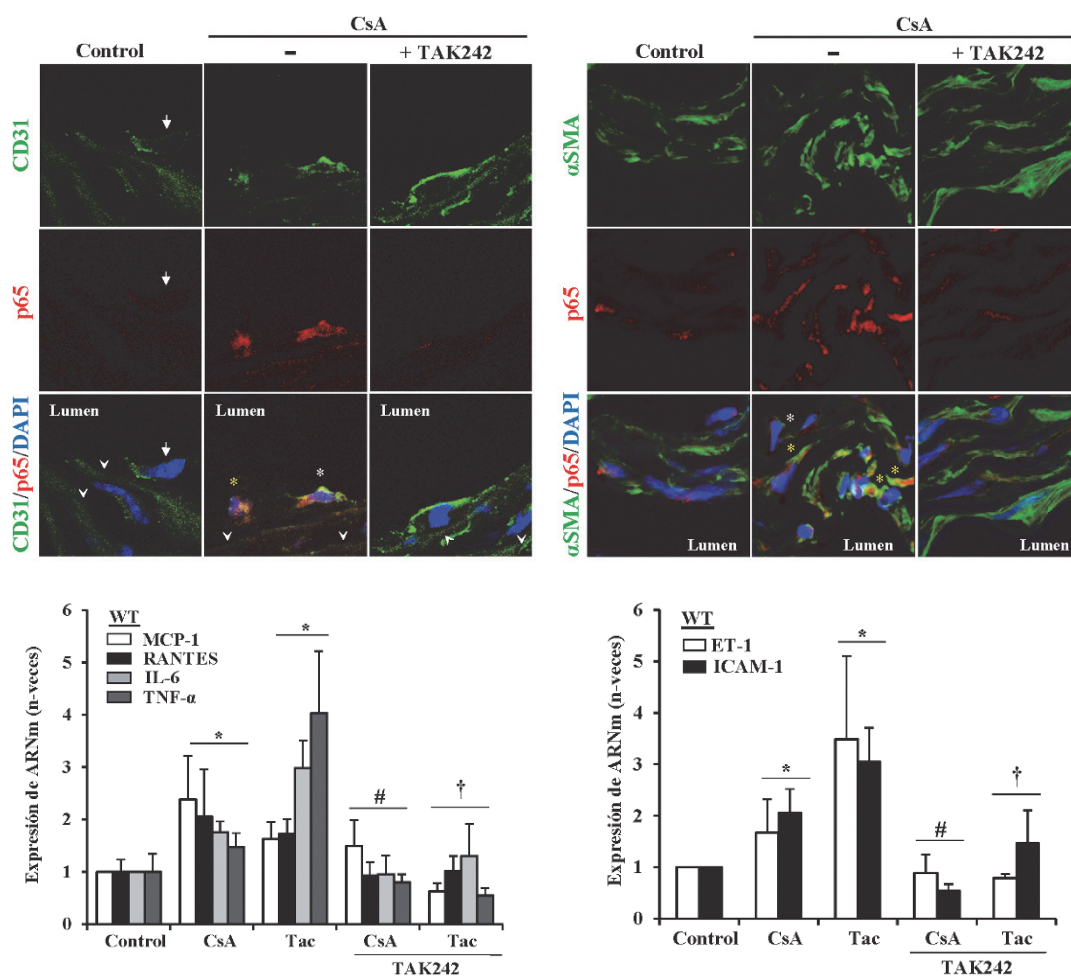 CsA
Control
–
+ TAK242
CD31
p65
CD31/p65/DAPI
Lumen
Lumen
*
*
Lumen
CsA
Control
–
+ TAK242
αSMA
p65
αSMA/p65/DAPI
*
*
*
*
Lumen
Lumen
Lumen
Expresión de ARNm (n-veces)
6
5
4
3
2
1
0
WT
MCP-1
RANTES
IL-6
TNF-α
*
*
#
†
Control
CsA
Tac
CsA
Tac
TAK242
Expresión de ARNm (n-veces)
6
5
4
3
2
1
0
WT
ET-1
ICAM-1
*
*
#
†
Control
CsA
Tac
CsA
Tac
TAK242